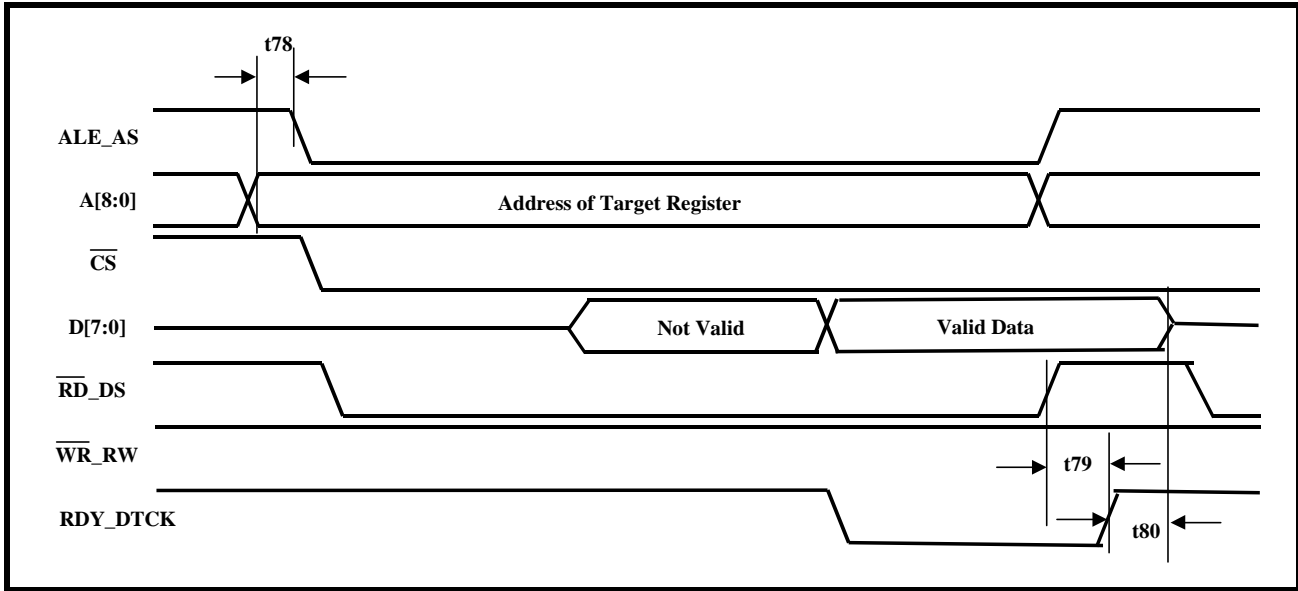 t78
ALE_AS
A[8:0]
Address of Target Register
CS
D[7:0]
Not Valid
Valid Data
RD_DS
WR_RW
t79
RDY_DTCK
t80